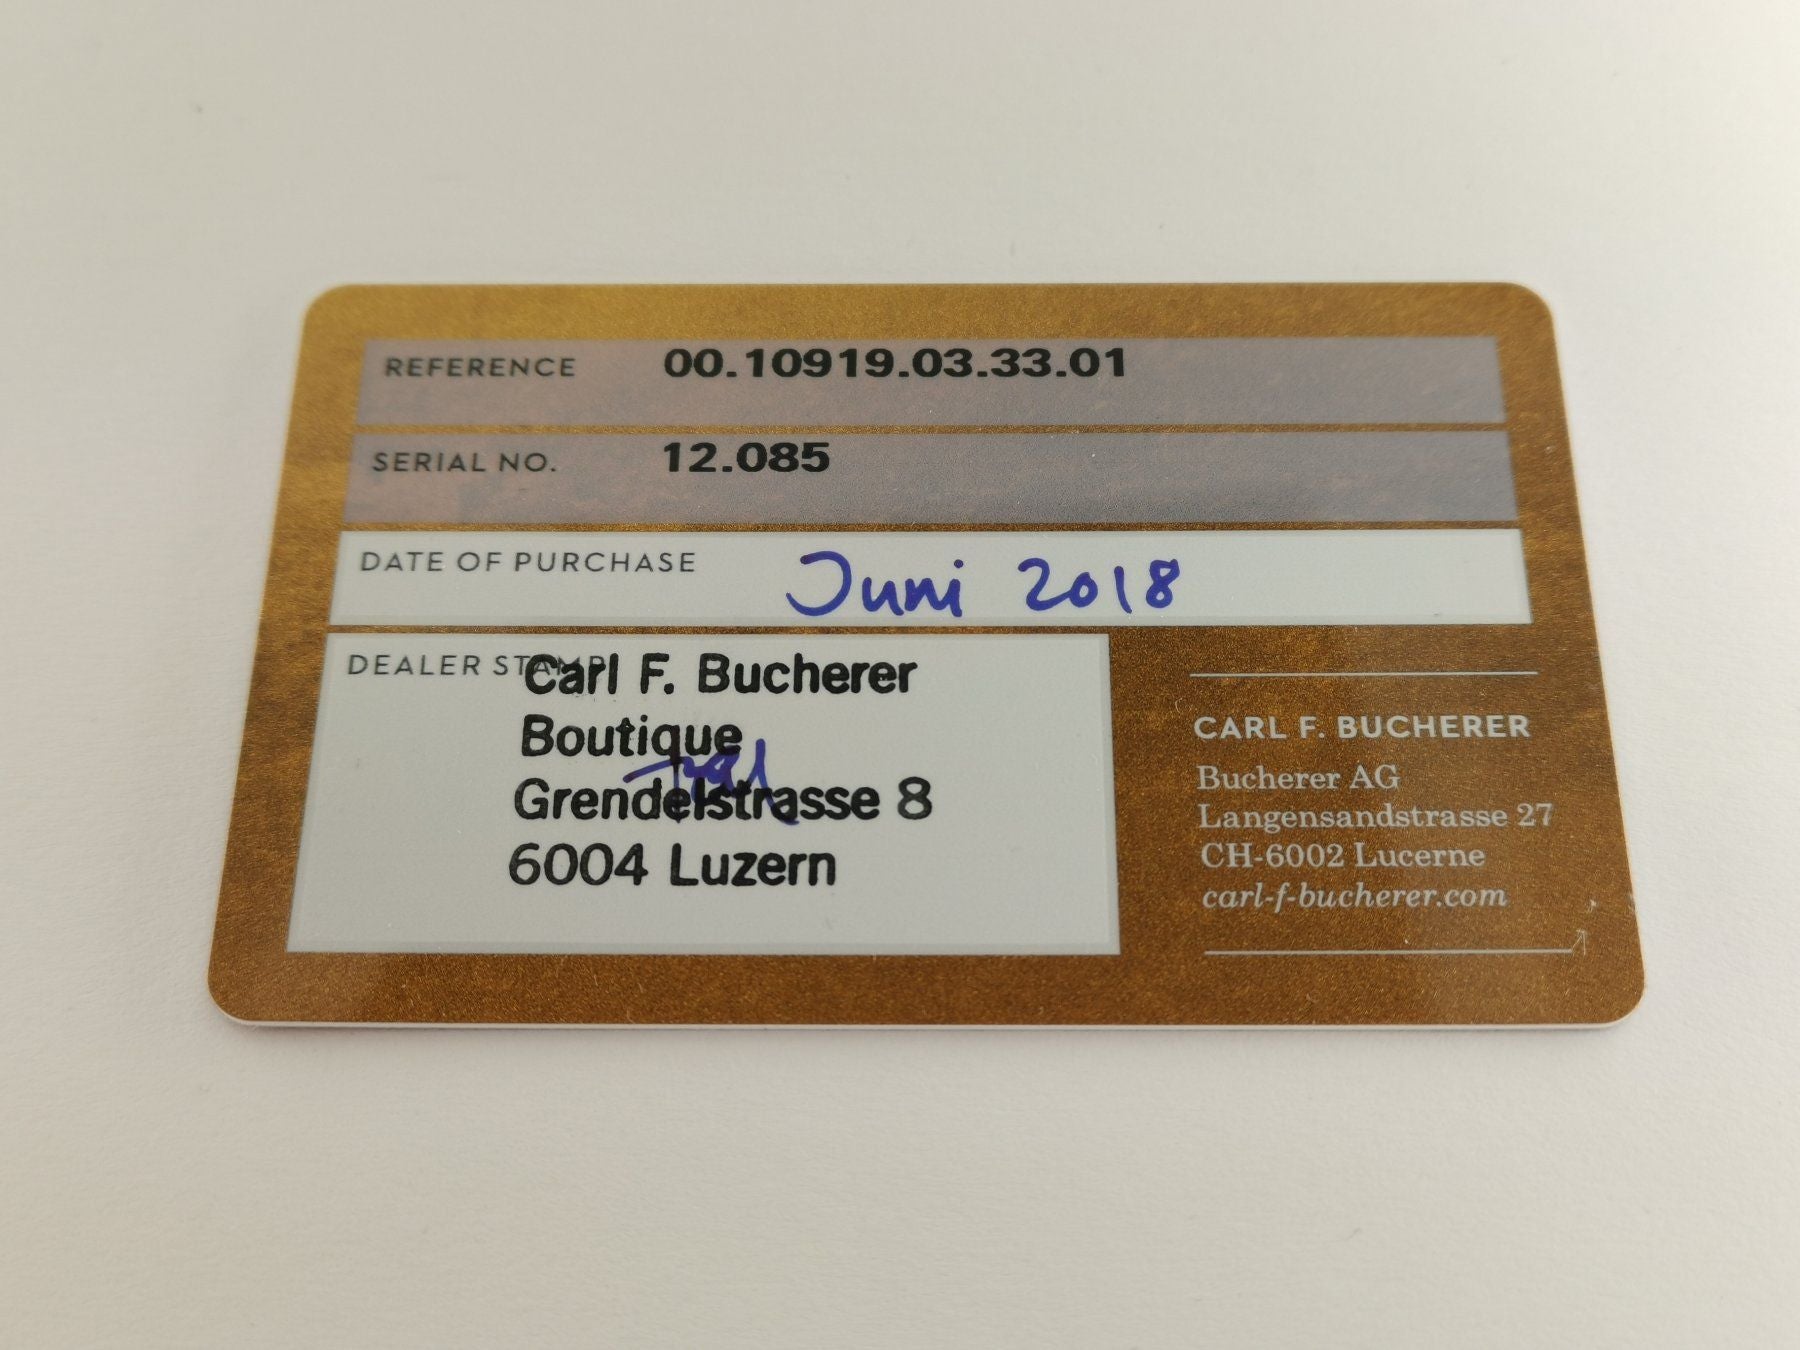 REFERENCE 00.10919.03.33.01
SERIAL NO. 12.085
DATE OF PURCHASE Juni 2018
DEALER STAMP
Carl F. Bucherer
Boutique
Grendelstrasse 8
6004 Luzern
CARL F. BUCHERER
Bucherer AG
Langensandstrasse 27
CH-6002 Lucerne
carl-f-bucherer.com